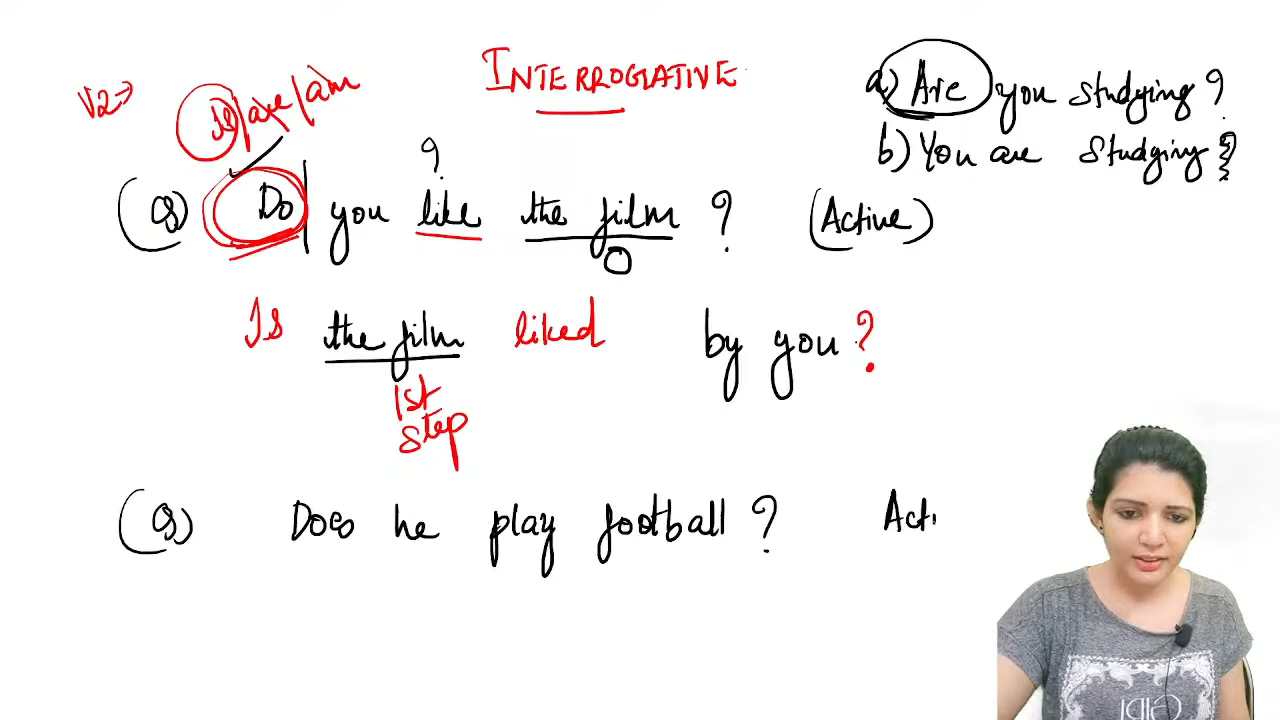 INTERROGATIVE
V2⇒
is/are/am
a) Are you studying ?
b) You are studying ?
?
(Q) Do you like the film ? (Active)
O
Is the film liked by you ?
1st
step
(Q) Does he play football ? Acti